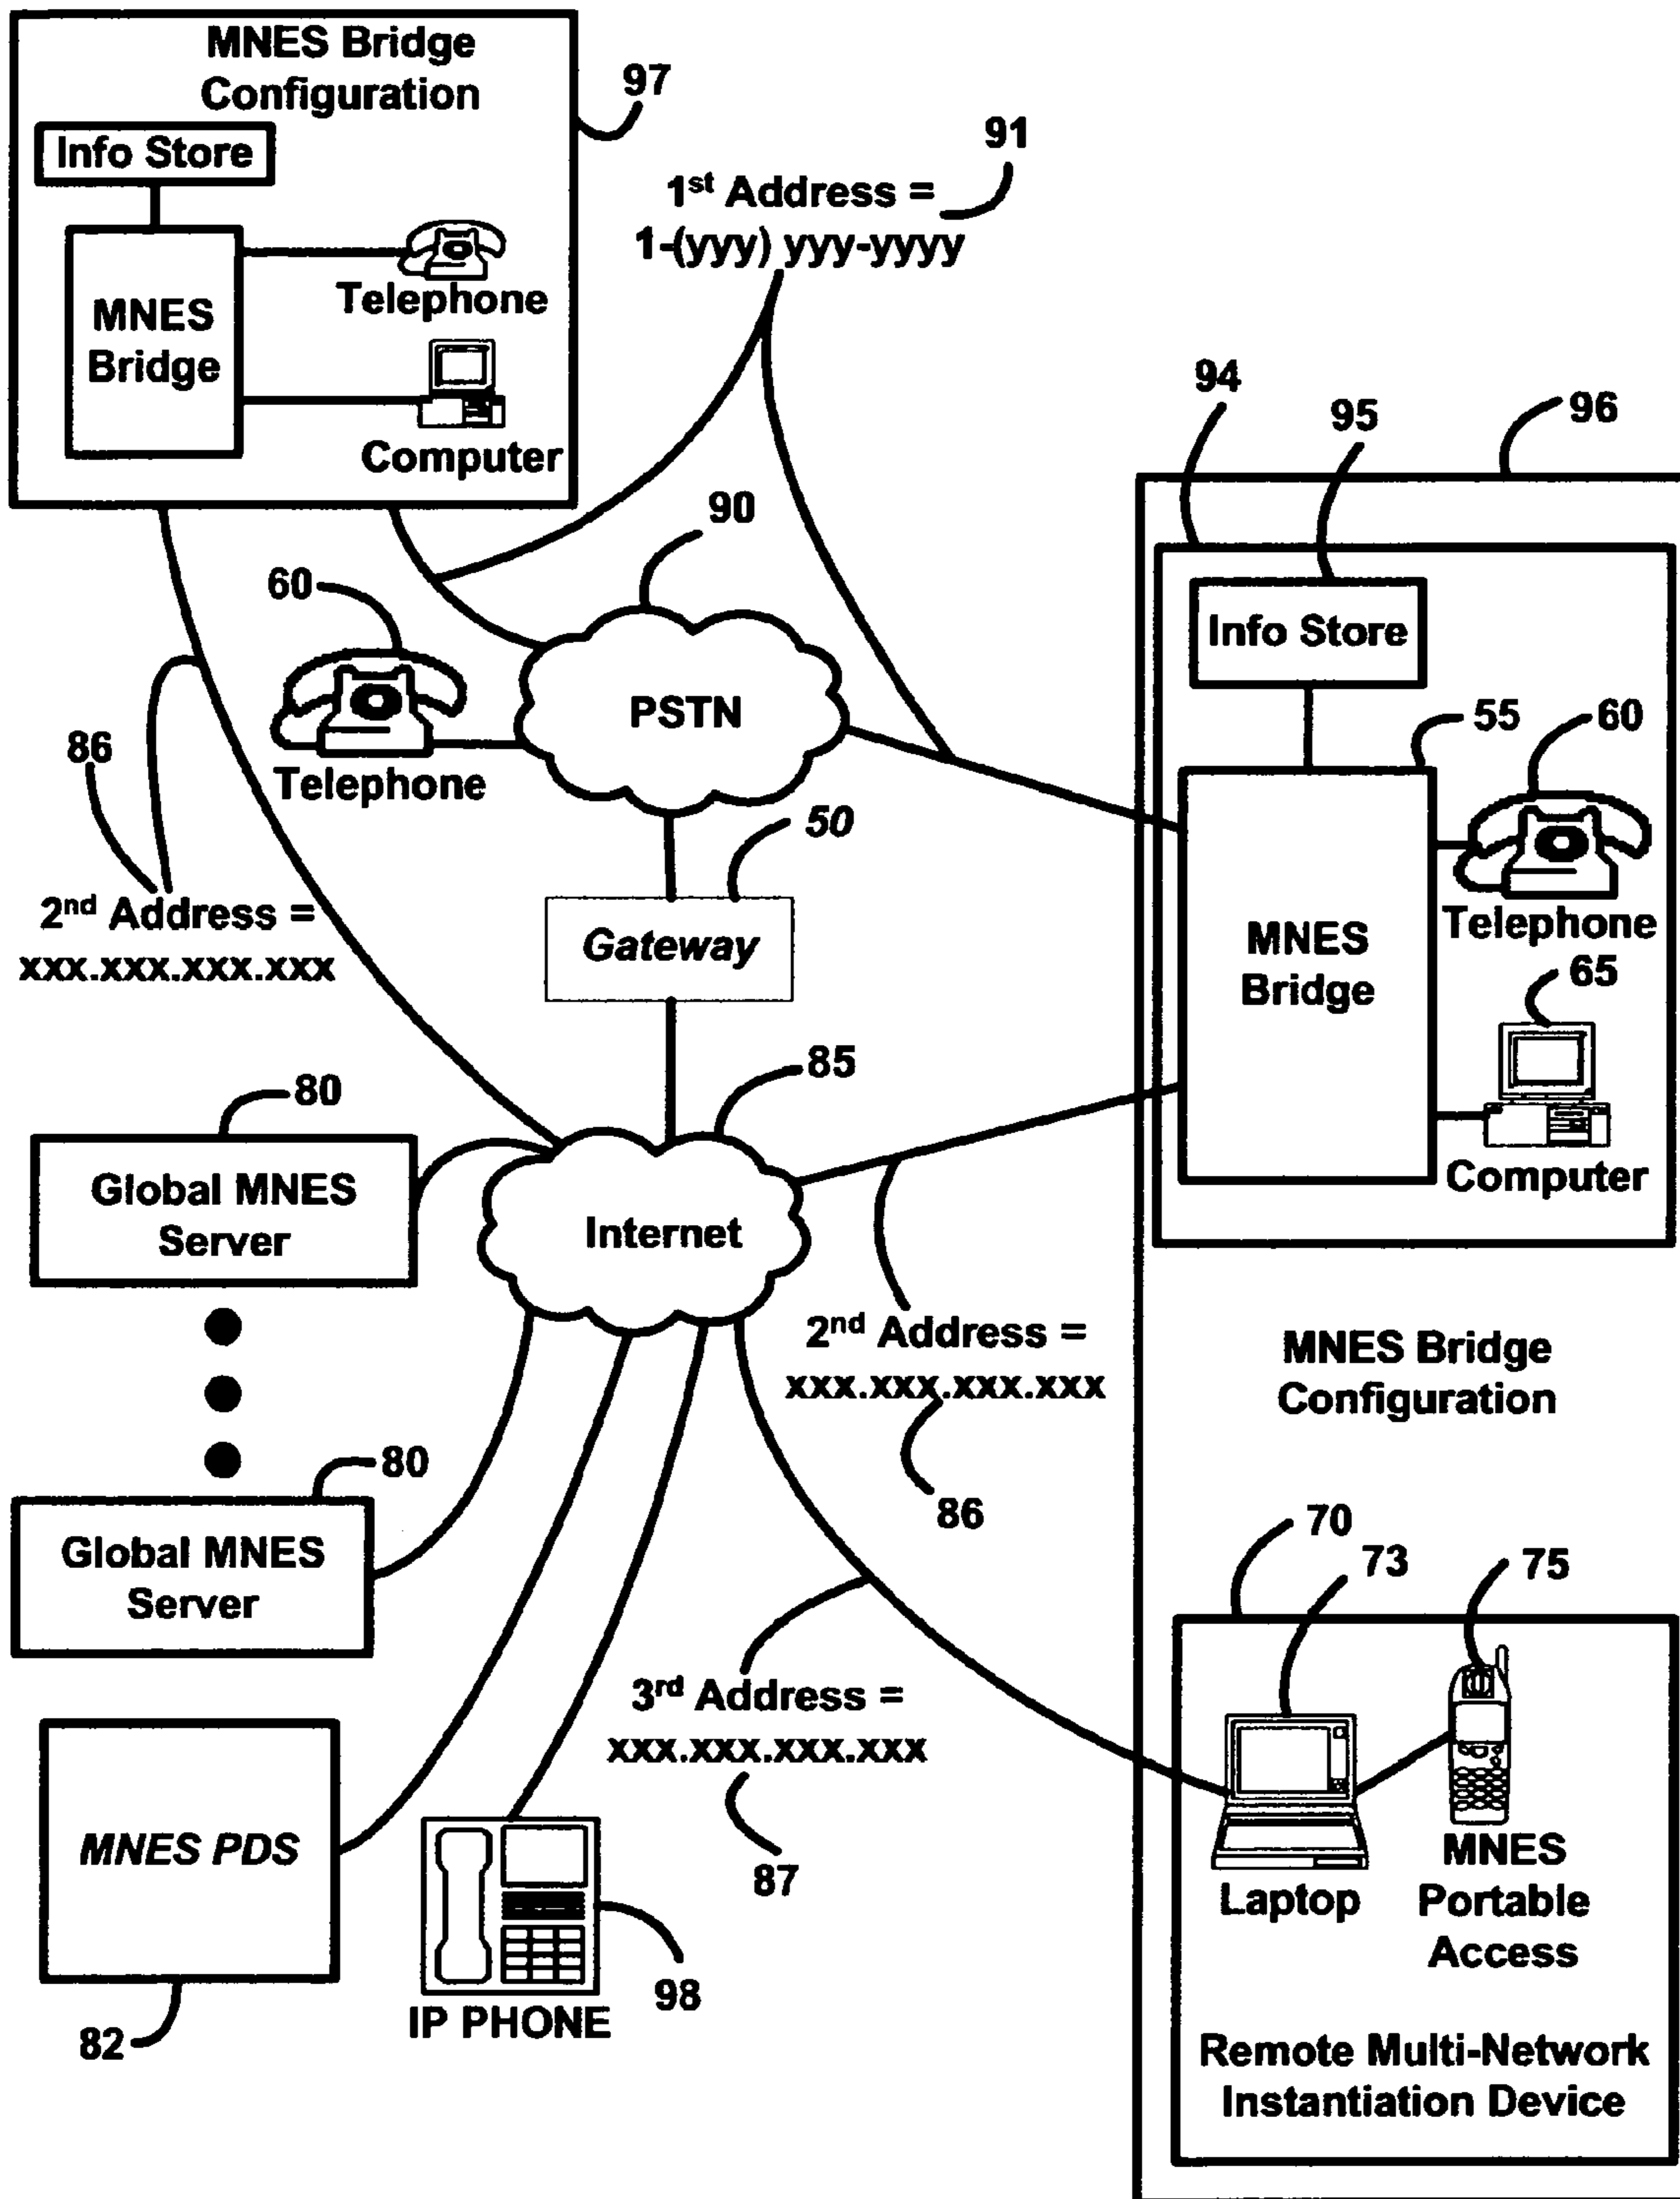 MNES Bridge
Configuration
97
Info Store
MNES
Bridge
Telephone
Computer
91
1st Address =
1-(yyy) yyy-yyyy
94
95
96
90
60
PSTN
Telephone
86
2nd Address =
xxx.xxx.xxx.xxx
50
Gateway
Info Store
55
60
MNES
Bridge
Telephone
65
Computer
85
80
Global MNES
Server
Internet
2nd Address =
xxx.xxx.xxx.xxx
86
MNES Bridge
Configuration
80
Global MNES
Server
70
73
75
3rd Address =
xxx.xxx.xxx.xxx
87
MNES PDS
82
98
IP PHONE
Laptop
MNES
Portable
Access
Remote Multi-Network
Instantiation Device